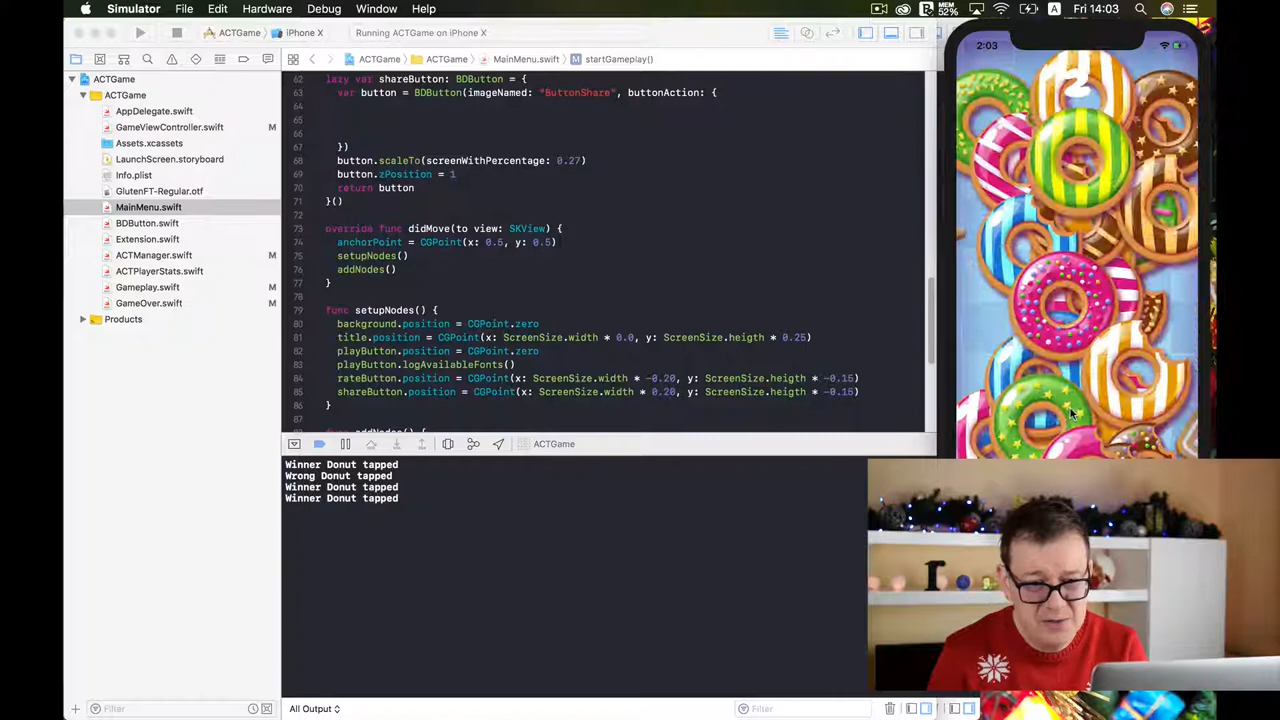 Simulator File Edit Hardware Debug Window Help
MEM 52% A Fri 14:03
ACTGame iPhone X Running ACTGame on iPhone X
2:03
ACTGame ACTGame MainMenu.swift M startGameplay()
ACTGame
ACTGame
AppDelegate.swift
GameViewController.swift M
Assets.xcassets
LaunchScreen.storyboard
Info.plist
GlutenFT-Regular.otf
MainMenu.swift
BDButton.swift
Extension.swift
ACTManager.swift M
ACTPlayerStats.swift
Gameplay.swift M
GameOver.swift M
Products
62 lazy var shareButton: BDButton = {
63 var button = BDButton(imageNamed: "ButtonShare", buttonAction: {
64
65
66
67 })
68 button.scaleTo(screenWithPercentage: 0.27)
69 button.zPosition = 1
70 return button
71 }()
72
73 override func didMove(to view: SKView) {
74 anchorPoint = CGPoint(x: 0.5, y: 0.5)
75 setupNodes()
76 addNodes()
77 }
78
79 func setupNodes() {
80 background.position = CGPoint.zero
81 title.position = CGPoint(x: ScreenSize.width * 0.0, y: ScreenSize.heigth * 0.25)
82 playButton.position = CGPoint.zero
83 playButton.logAvailableFonts()
84 rateButton.position = CGPoint(x: ScreenSize.width * -0.20, y: ScreenSize.heigth * -0.15)
85 shareButton.position = CGPoint(x: ScreenSize.width * 0.20, y: ScreenSize.heigth * -0.15)
86 }
87
2
ACTGame
Winner Donut tapped
Wrong Donut tapped
Winner Donut tapped
Winner Donut tapped
Filter
All Output
Filter